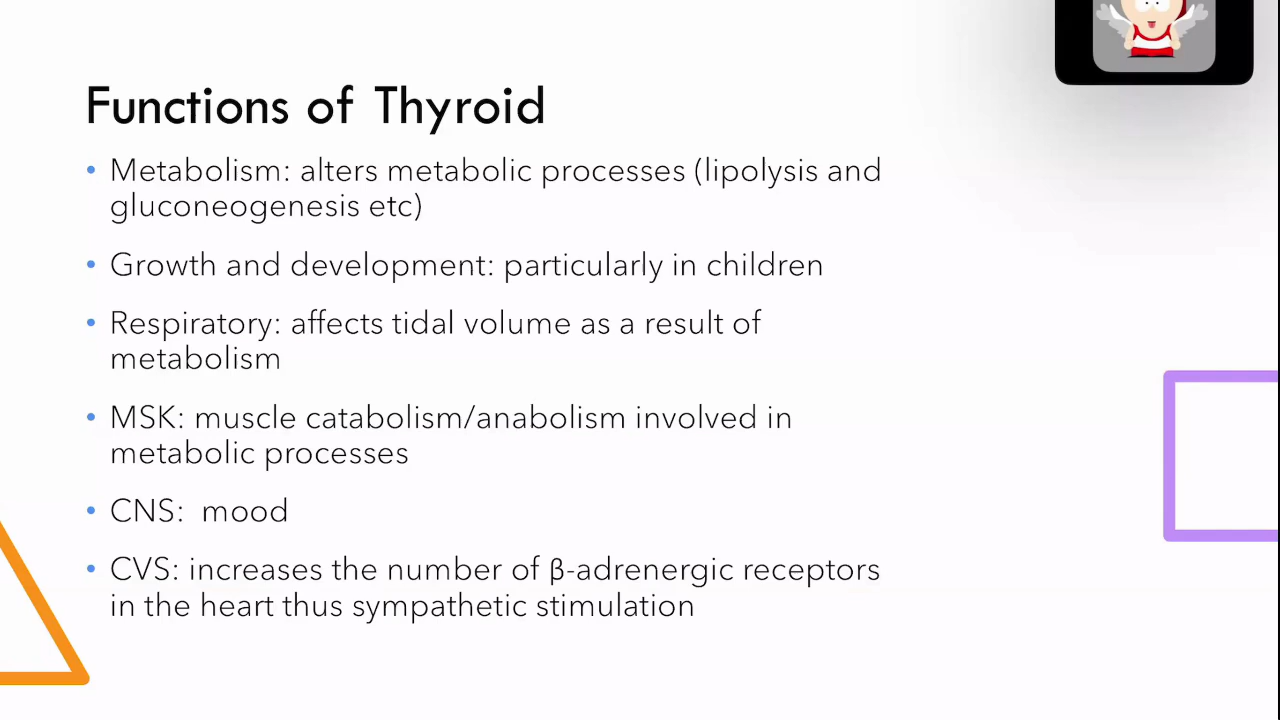 Functions of Thyroid
• Metabolism: alters metabolic processes (lipolysis and
gluconeogenesis etc)
• Growth and development: particularly in children
• Respiratory: affects tidal volume as a result of
metabolism
• MSK: muscle catabolism/anabolism involved in
metabolic processes
• CNS:  mood
• CVS: increases the number of β-adrenergic receptors
in the heart thus sympathetic stimulation